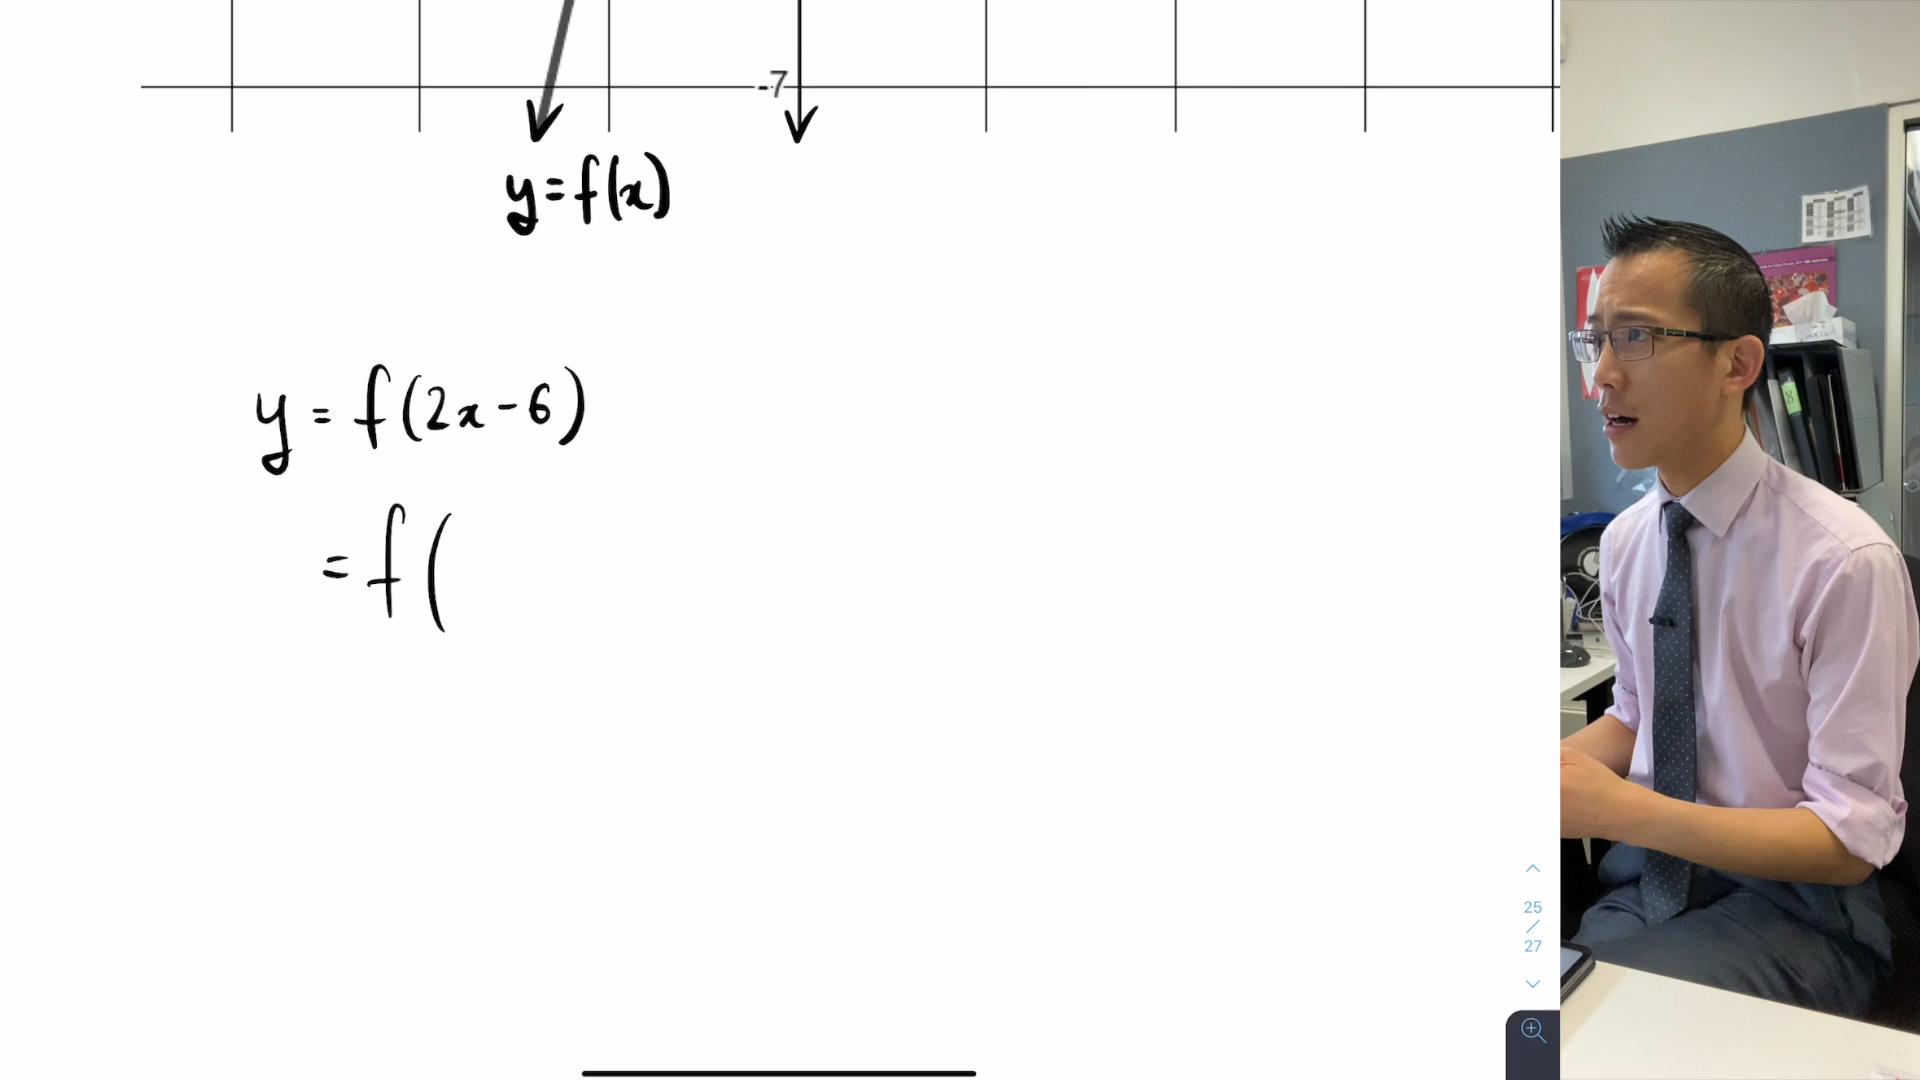 -7
y=f(x)
y = f(2x-6)
= f(
25
/
27